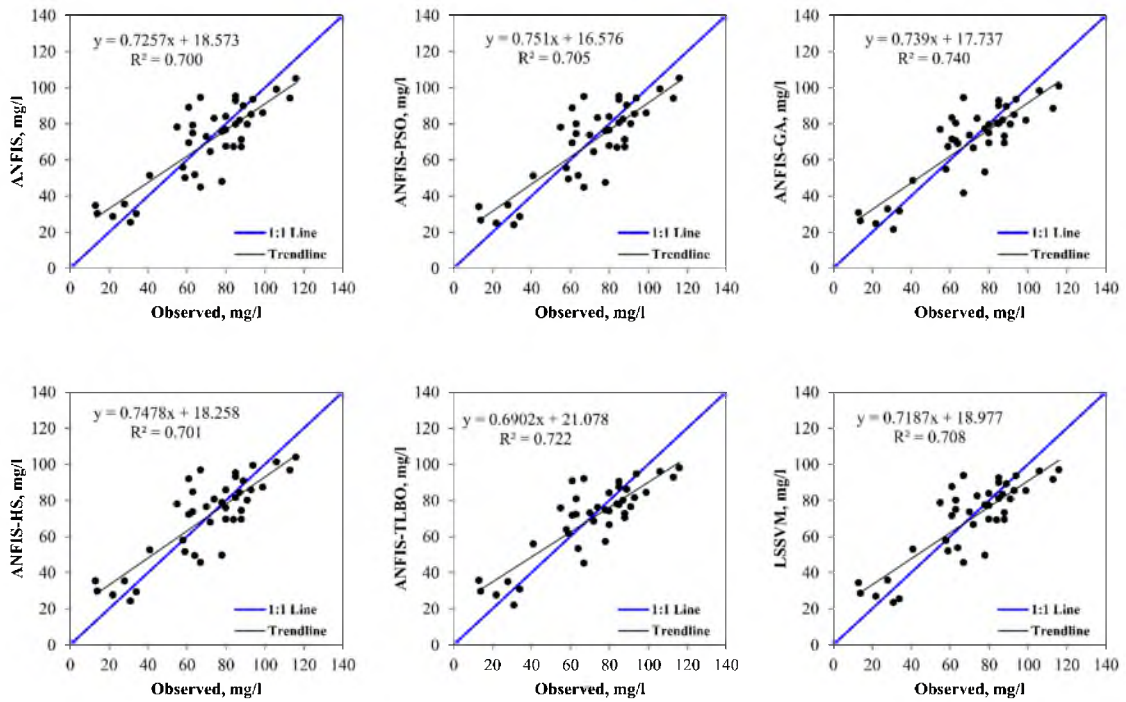 140
120
100
80
60
40
20
0
ANFIS, mg/l
y = 0.7257x + 18.573
R² = 0.700
1:1 Line
Trendline
0 20 40 60 80 100 120 140
Observed, mg/l
140
120
100
80
60
40
20
0
ANFIS-PSO, mg/l
y = 0.751x + 16.576
R² = 0.705
1:1 Line
Trendline
0 20 40 60 80 100 120 140
Observed, mg/l
140
120
100
80
60
40
20
0
ANFIS-GA, mg/l
y = 0.739x + 17.737
R² = 0.740
1:1 Line
Trendline
0 20 40 60 80 100 120 140
Observed, mg/l
140
120
100
80
60
40
20
0
ANFIS-HS, mg/l
y = 0.7478x + 18.258
R² = 0.701
1:1 Line
Trendline
0 20 40 60 80 100 120 140
Observed, mg/l
140
120
100
80
60
40
20
0
ANFIS-TLBO, mg/l
y = 0.6902x + 21.078
R² = 0.722
1:1 Line
Trendline
0 20 40 60 80 100 120 140
Observed, mg/l
140
120
100
80
60
40
20
0
LSSVM, mg/l
y = 0.7187x + 18.977
R² = 0.708
1:1 Line
Trendline
0 20 40 60 80 100 120 140
Observed, mg/l